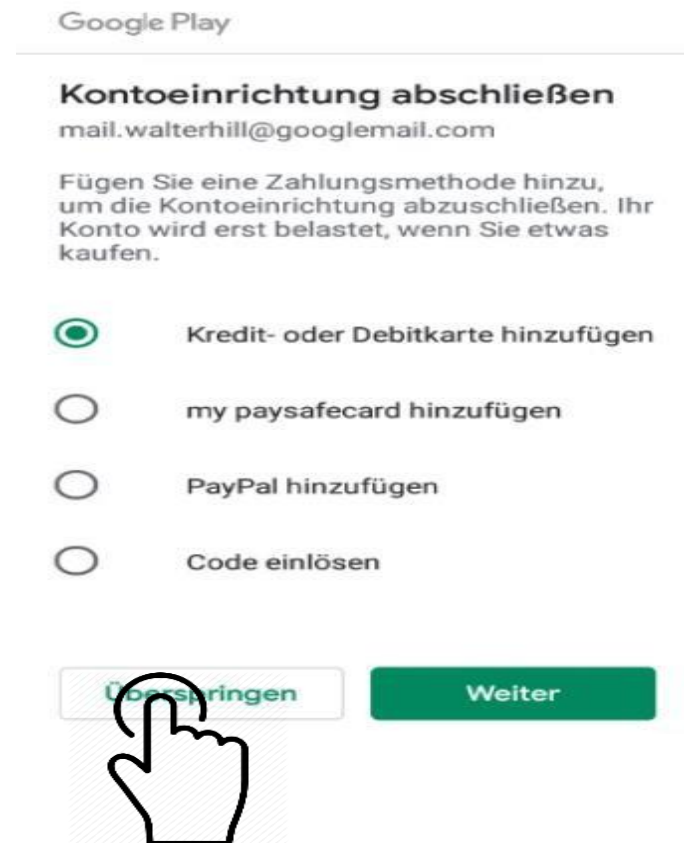 Google Play
Kontoeinrichtung abschließen
mail.walterhill@googlemail.com
Fügen Sie eine Zahlungsmethode hinzu,
um die Kontoeinrichtung abzuschließen. Ihr
Konto wird erst belastet, wenn Sie etwas
kaufen.
Kredit- oder Debitkarte hinzufügen
my paysafecard hinzufügen
PayPal hinzufügen
Code einlösen
Überspringen Weiter